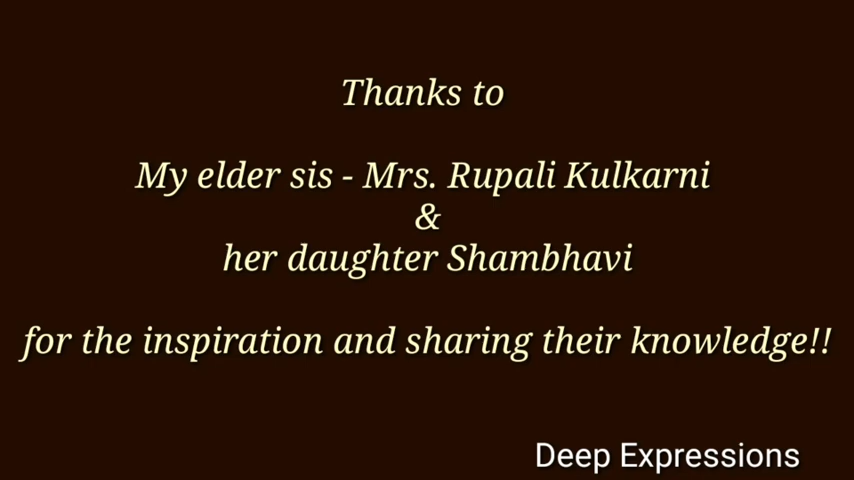 Thanks to
My elder sis - Mrs. Rupali Kulkarni
&
her daughter Shambhavi
for the inspiration and sharing their knowledge!!
Deep Expressions